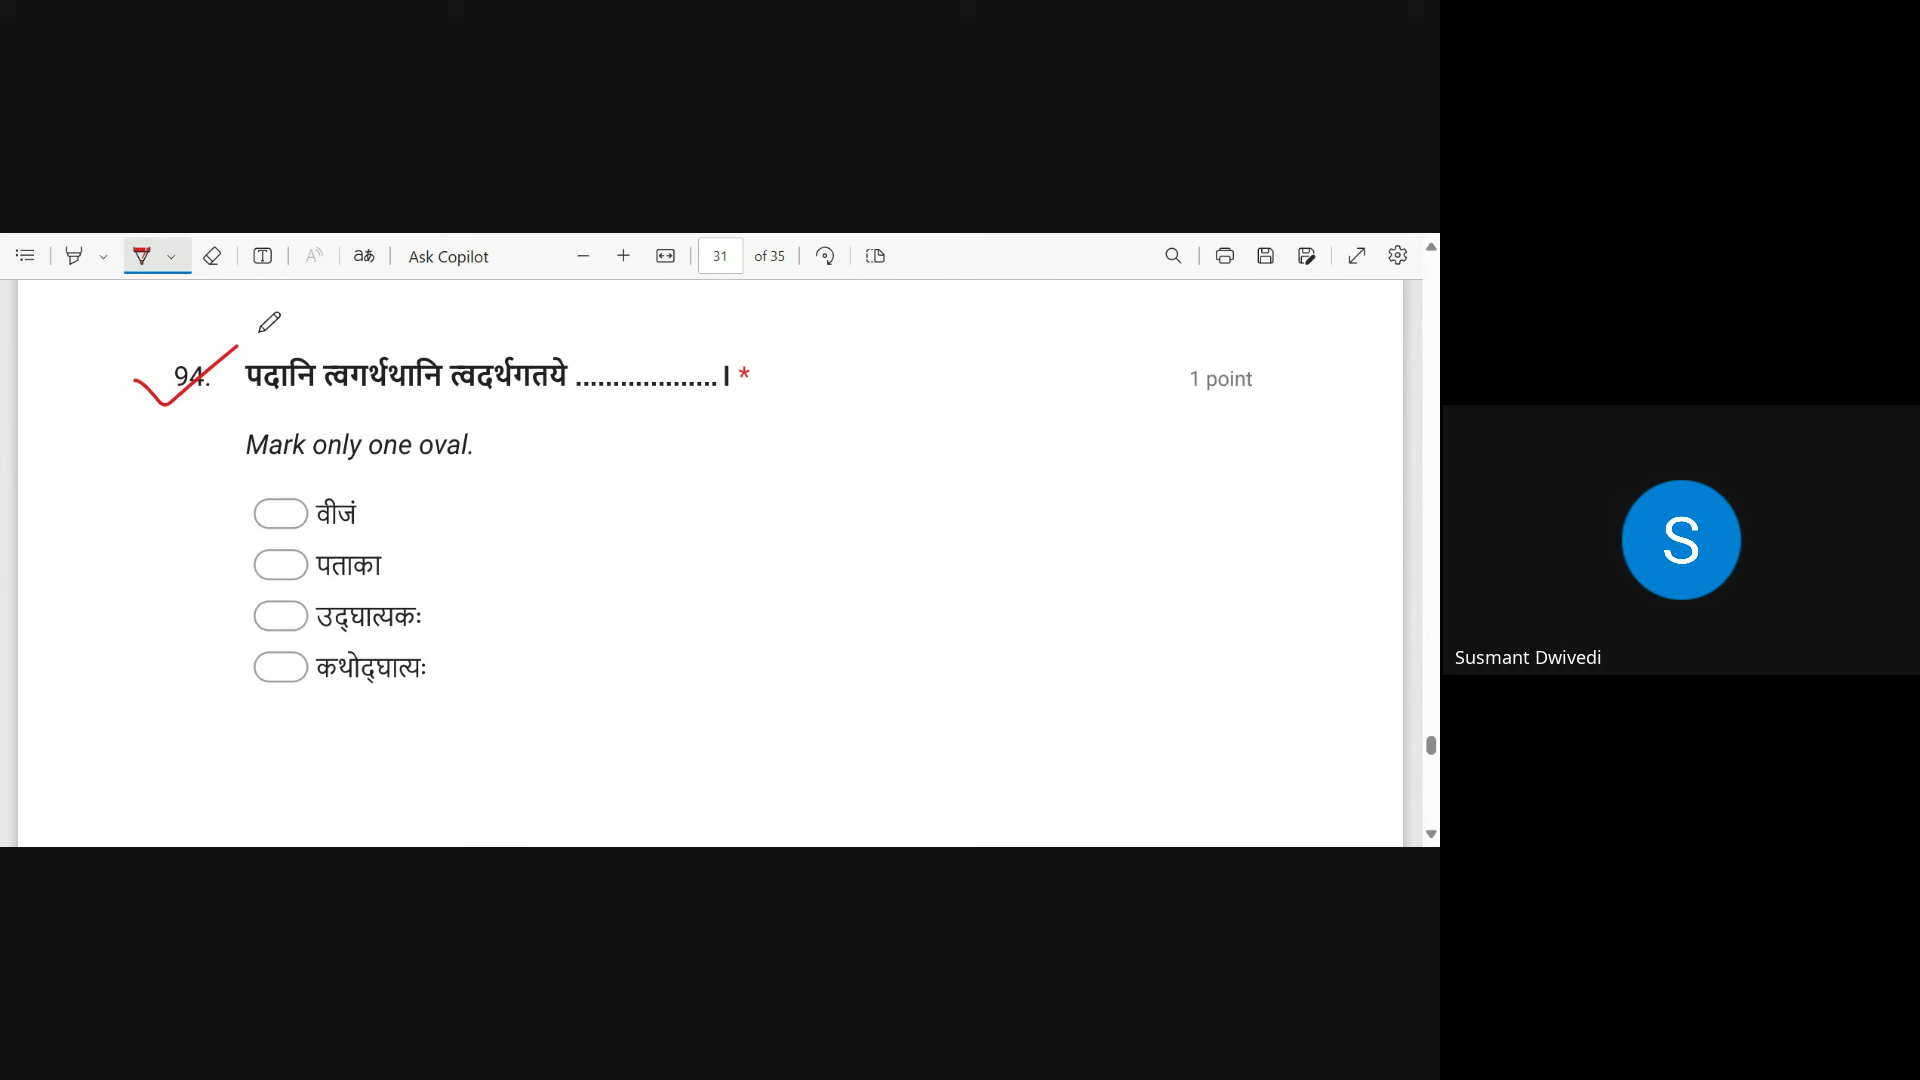 Ask Copilot
31 of 35
94. पदानि त्वगर्थथानि त्वदर्थगतये ................... । *
1 point
Mark only one oval.
वीजं
पताका
उद्घात्यकः
कथोद्घात्यः
S
Susmant Dwivedi